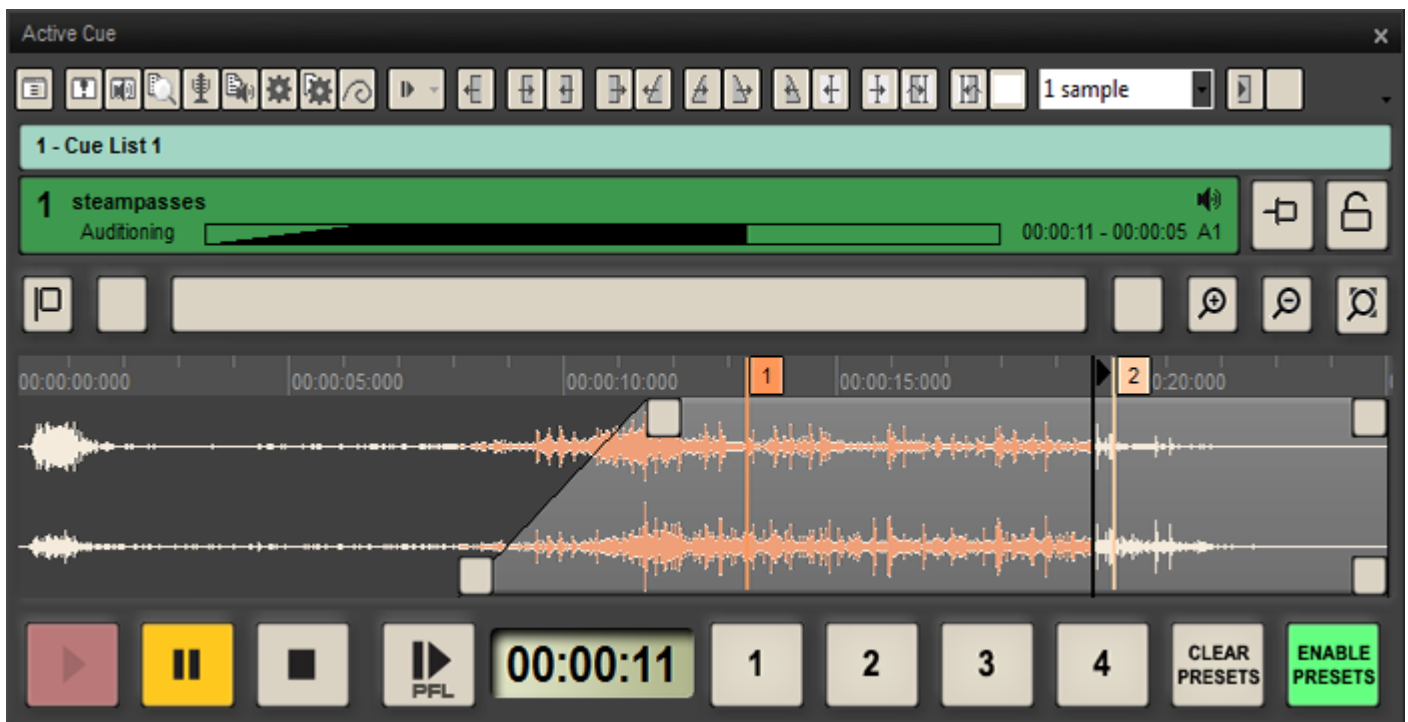 Active Cue
1 sample
1 - Cue List 1
1 steampasses
Auditioning 00:00:11 - 00:00:05 A1
00:00:00:000 00:00:05:000 00:00:10:000 1 00:00:15:000 2 0:20:000
PFL 00:00:11 1 2 3 4 CLEAR PRESETS ENABLE PRESETS